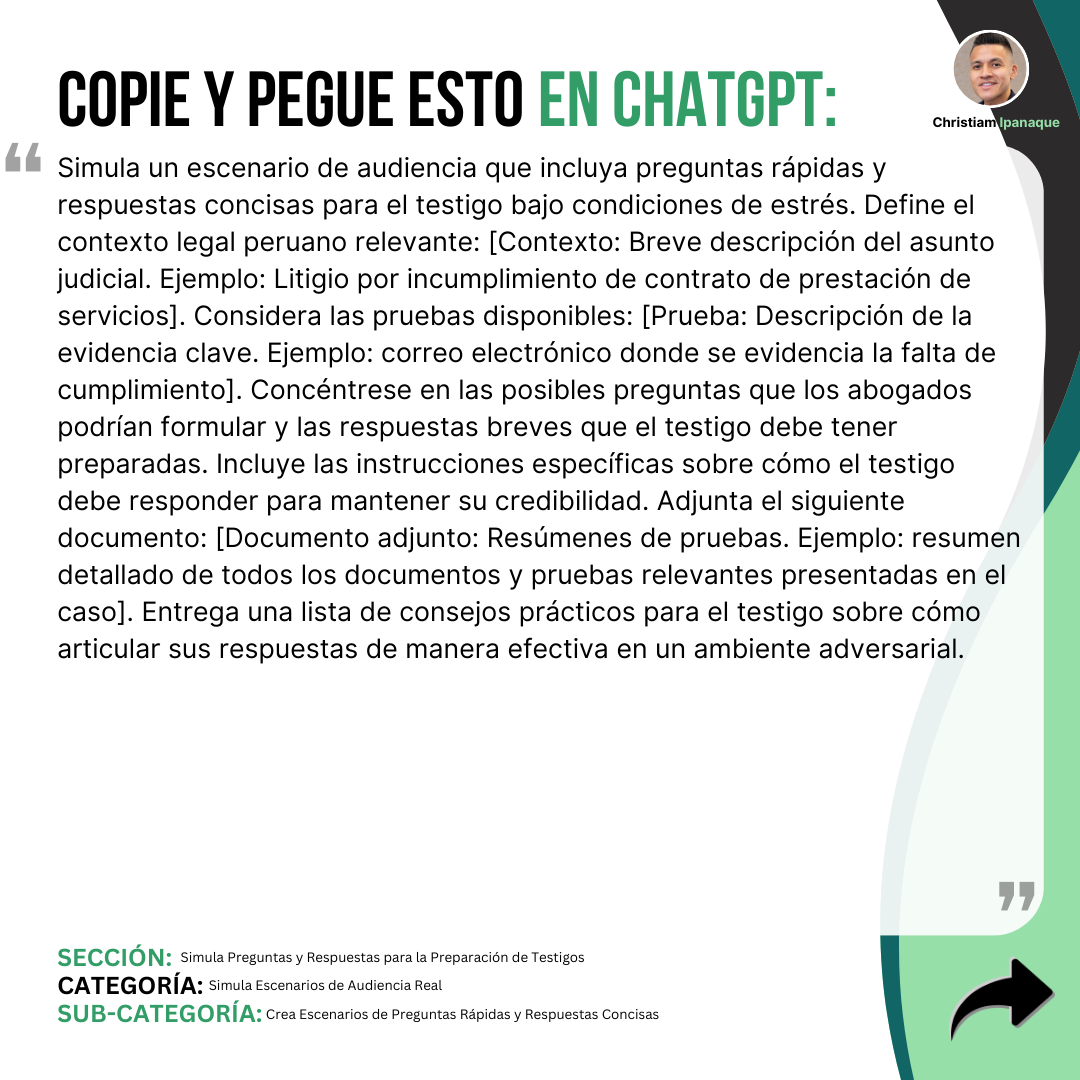 COPIE Y PEGUE ESTO EN CHATGPT:
Christiam Ipanaque
“
Simula un escenario de audiencia que incluya preguntas rápidas y
respuestas concisas para el testigo bajo condiciones de estrés. Define el
contexto legal peruano relevante: [Contexto: Breve descripción del asunto
judicial. Ejemplo: Litigio por incumplimiento de contrato de prestación de
servicios]. Considera las pruebas disponibles: [Prueba: Descripción de la
evidencia clave. Ejemplo: correo electrónico donde se evidencia la falta de
cumplimiento]. Concéntrese en las posibles preguntas que los abogados
podrían formular y las respuestas breves que el testigo debe tener
preparadas. Incluye las instrucciones específicas sobre cómo el testigo
debe responder para mantener su credibilidad. Adjunta el siguiente
documento: [Documento adjunto: Resúmenes de pruebas. Ejemplo: resumen
detallado de todos los documentos y pruebas relevantes presentadas en el
caso]. Entrega una lista de consejos prácticos para el testigo sobre cómo
articular sus respuestas de manera efectiva en un ambiente adversarial.
”
SECCIÓN: Simula Preguntas y Respuestas para la Preparación de Testigos
CATEGORÍA: Simula Escenarios de Audiencia Real
SUB-CATEGORÍA: Crea Escenarios de Preguntas Rápidas y Respuestas Concisas